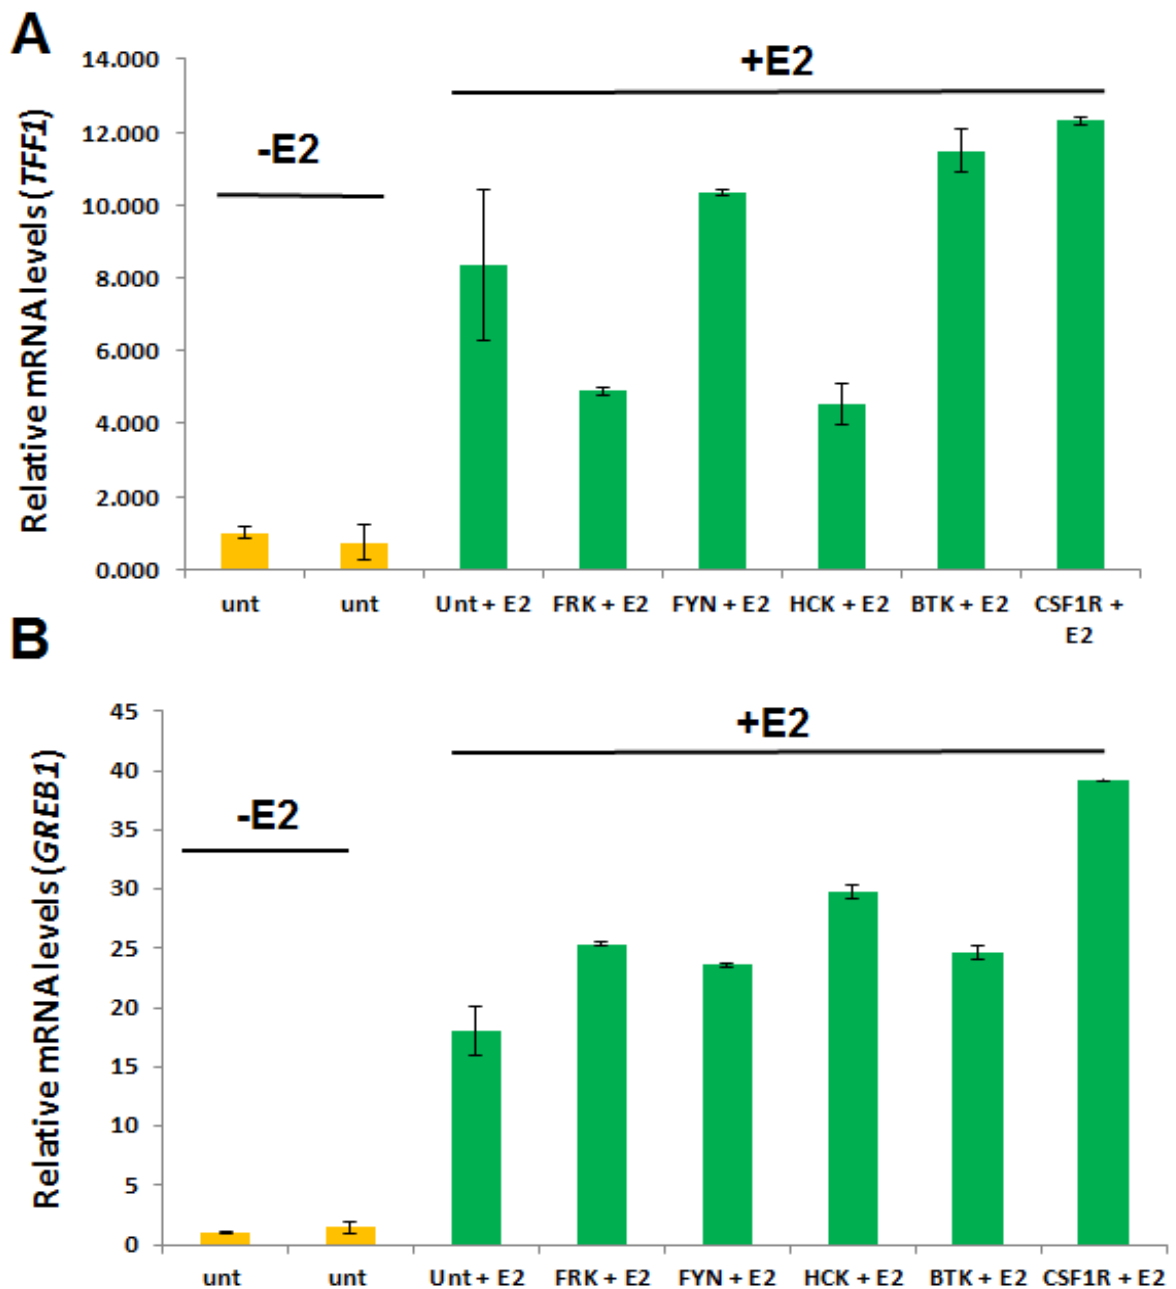 A
Relative mRNA levels (TFF1)
14.000
12.000
10.000
8.000
6.000
4.000
2.000
0.000
-E2
+E2
unt
unt
Unt + E2
FRK + E2
FYN + E2
HCK + E2
BTK + E2
CSF1R +
E2
B
Relative mRNA levels (GREB1)
45
40
35
30
25
20
15
10
5
0
-E2
+E2
unt
unt
Unt + E2
FRK + E2
FYN + E2
HCK + E2
BTK + E2
CSF1R + E2